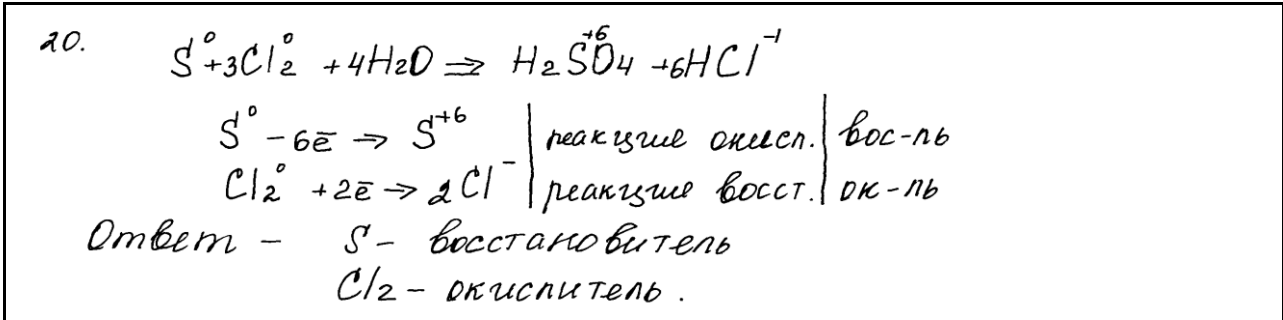 20. S⁰+3Cl₂⁰ +4H₂O ⇒ H₂S⁺⁶O₄ +6HCl⁻¹
S⁰ -6ē → S⁺⁶ | реакция окисл. | вос-ль
Cl₂⁰ +2ē → 2Cl⁻ | реакция восст. | ок-ль
Ответ - S - восстановитель
Cl₂ - окислитель.